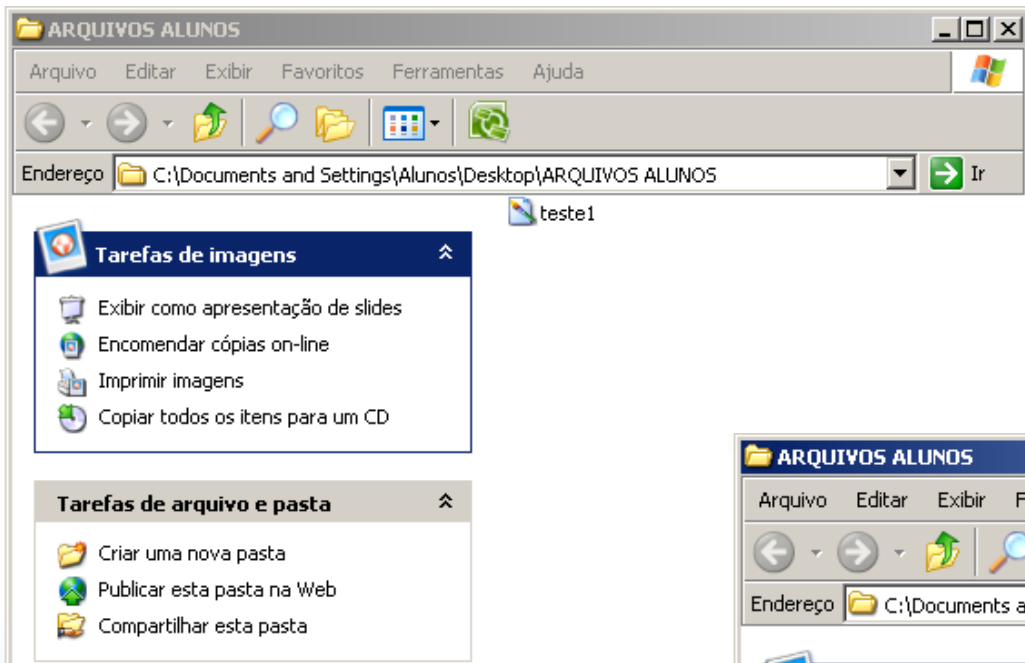 ARQUIVOS ALUNOS
Arquivo Editar Exibir Favoritos Ferramentas Ajuda
Endereço C:\Documents and Settings\Alunos\Desktop\ARQUIVOS ALUNOS Ir
teste1
Tarefas de imagens
Exibir como apresentação de slides
Encomendar cópias on-line
Imprimir imagens
Copiar todos os itens para um CD
Tarefas de arquivo e pasta
Criar uma nova pasta
Publicar esta pasta na Web
Compartilhar esta pasta
ARQUIVOS ALUNOS
Arquivo Editar Exibir F
Endereço C:\Documents a